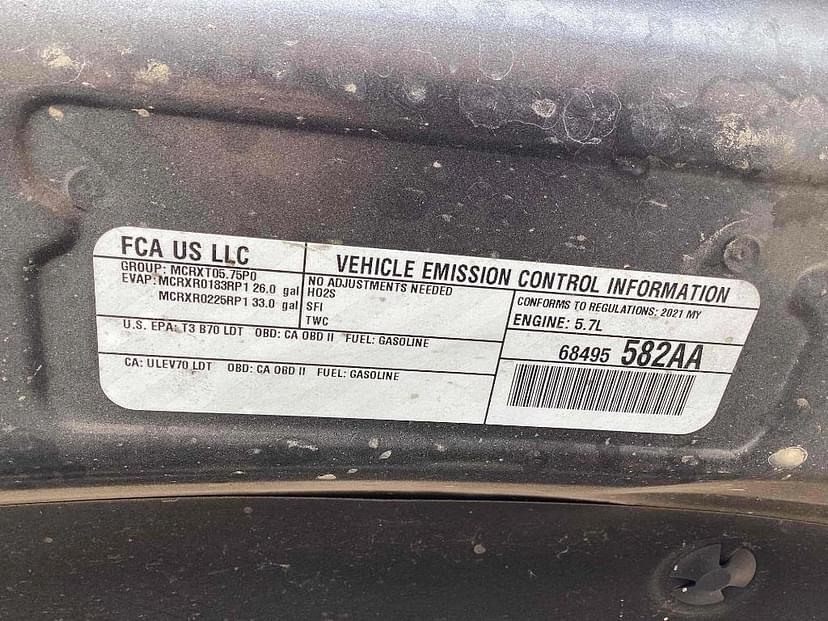 FCA US LLC
VEHICLE EMISSION CONTROL INFORMATION
GROUP: MCRXT05.75P0
EVAP: MCRXR0183RP1 26.0 gal
MCRXR0225RP1 33.0 gal
NO ADJUSTMENTS NEEDED
HO2S
SFI
TWC
CONFORMS TO REGULATIONS: 2021 MY
ENGINE: 5.7L
U.S. EPA: T3 B70 LDT OBD: CA OBD II FUEL: GASOLINE
CA: ULEV70 LDT OBD: CA OBD II FUEL: GASOLINE
68495 582AA